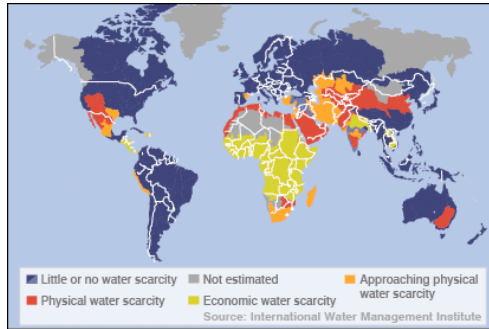 Little or no water scarcity
Not estimated
Approaching physical
water scarcity
Physical water scarcity
Economic water scarcity
Source: International Water Management Institute